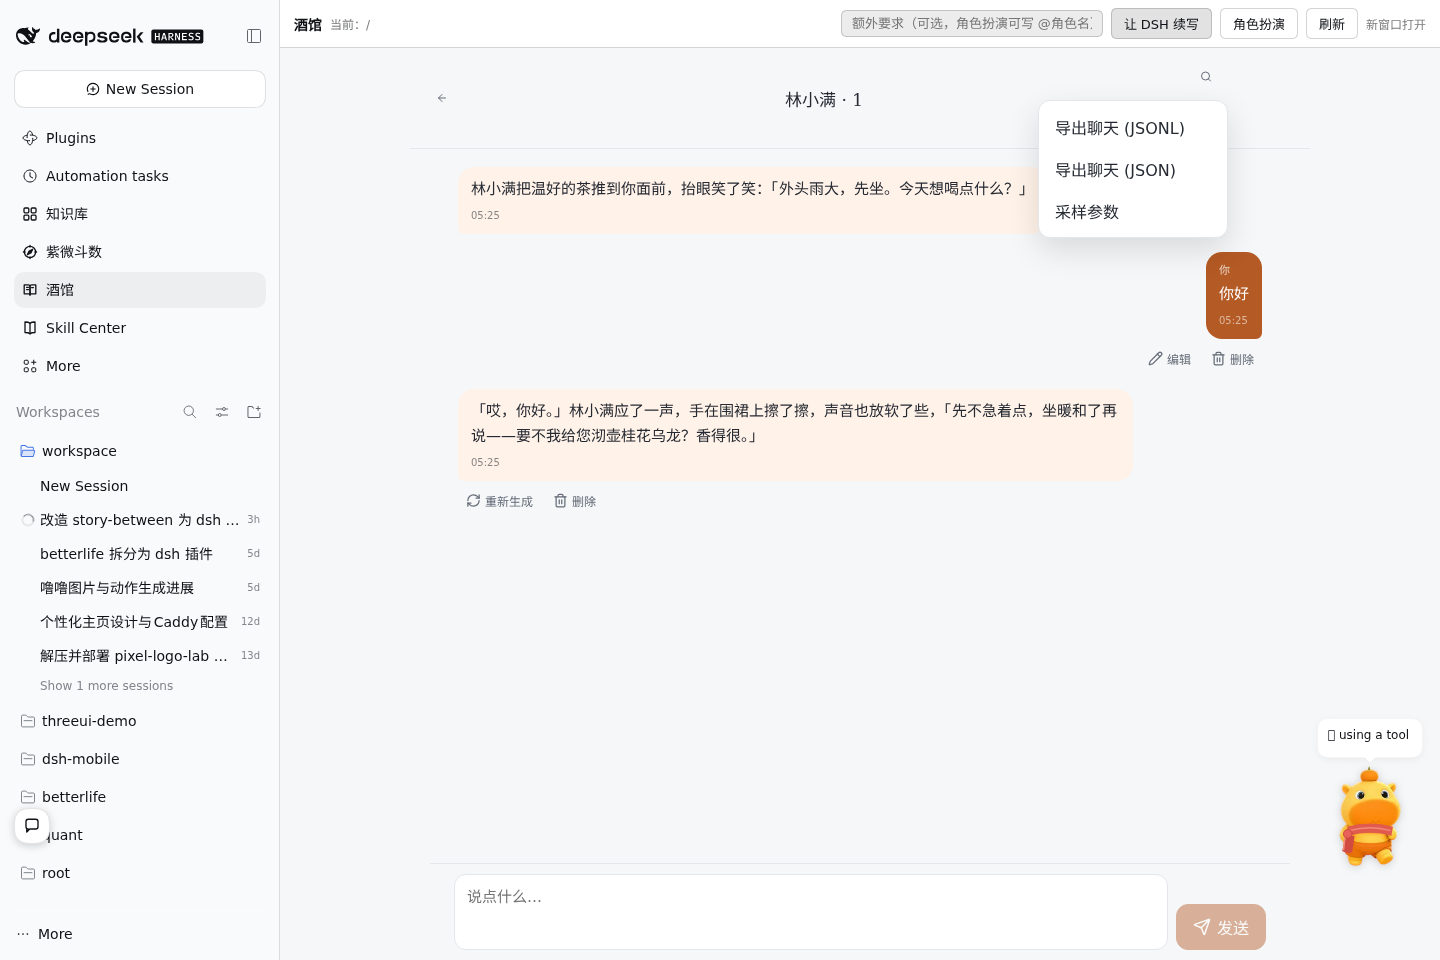 deepseek HARNESS
New Session
Plugins
Automation tasks
知识库
紫微斗数
酒馆
Skill Center
More
Workspaces
workspace
New Session
改造 story-between 为 dsh ... 3h
betterlife 拆分为 dsh 插件 5d
噜噜图片与动作生成进展 5d
个性化主页设计与Caddy配置 12d
解压并部署 pixel-logo-lab ... 13d
Show 1 more sessions
threeui-demo
dsh-mobile
betterlife
quant
root
More
酒馆 当前：/
额外要求（可选，角色扮演可写 @角色名）
让 DSH 续写
角色扮演
刷新
新窗口打开
林小满 · 1
导出聊天 (JSONL)
导出聊天 (JSON)
采样参数
林小满把温好的茶推到你面前，抬眼笑了笑：「外头雨大，先坐。今天想喝点什么？」
05:25
你
你好
05:25
编辑 删除
「哎，你好。」林小满应了一声，手在围裙上擦了擦，声音也放软了些，「先不急着点，坐暖和了再
说——要不我给您沏壶桂花乌龙？香得很。」
05:25
重新生成 删除
using a tool
说点什么...
发送